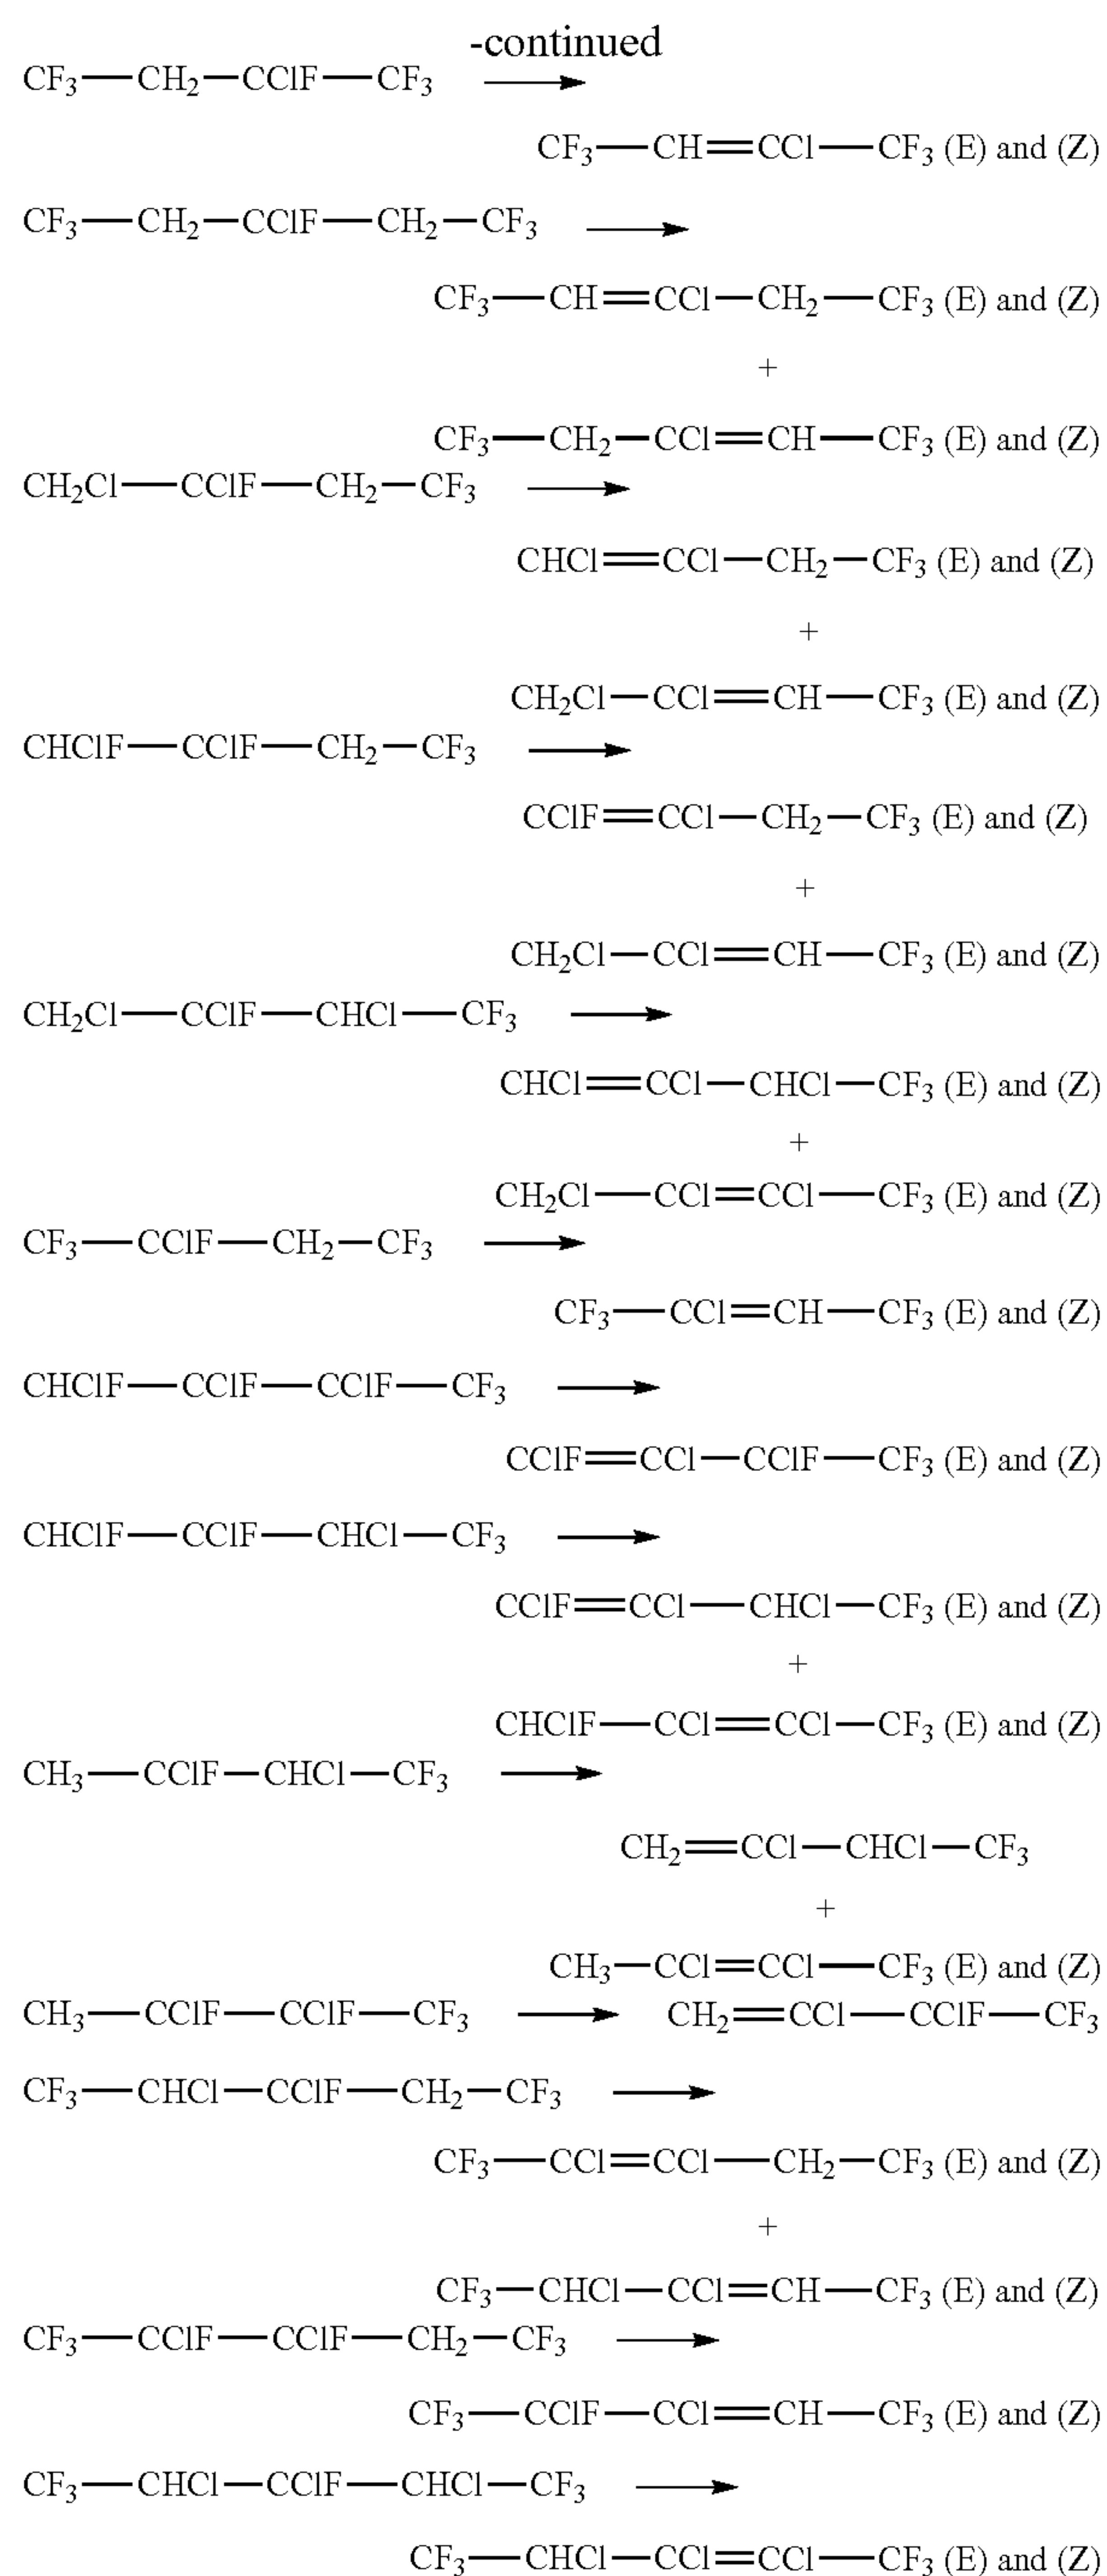 -continued
CF3—CH2—CClF—CF3 ⟶
CF3—CH=CCl—CF3 (E) and (Z)
CF3—CH2—CClF—CH2—CF3 ⟶
CF3—CH=CCl—CH2—CF3 (E) and (Z)
+
CF3—CH2—CCl=CH—CF3 (E) and (Z)
CH2Cl—CClF—CH2—CF3 ⟶
CHCl=CCl—CH2—CF3 (E) and (Z)
+
CH2Cl—CCl=CH—CF3 (E) and (Z)
CHClF—CClF—CH2—CF3 ⟶
CClF=CCl—CH2—CF3 (E) and (Z)
+
CH2Cl—CCl=CH—CF3 (E) and (Z)
CH2Cl—CClF—CHCl—CF3 ⟶
CHCl=CCl—CHCl—CF3 (E) and (Z)
+
CH2Cl—CCl=CCl—CF3 (E) and (Z)
CF3—CClF—CH2—CF3 ⟶
CF3—CCl=CH—CF3 (E) and (Z)
CHClF—CClF—CClF—CF3 ⟶
CClF=CCl—CClF—CF3 (E) and (Z)
CHClF—CClF—CHCl—CF3 ⟶
CClF=CCl—CHCl—CF3 (E) and (Z)
+
CHClF—CCl=CCl—CF3 (E) and (Z)
CH3—CClF—CHCl—CF3 ⟶
CH2=CCl—CHCl—CF3
+
CH3—CCl=CCl—CF3 (E) and (Z)
CH3—CClF—CClF—CF3 ⟶ CH2=CCl—CClF—CF3
CF3—CHCl—CClF—CH2—CF3 ⟶
CF3—CCl=CCl—CH2—CF3 (E) and (Z)
+
CF3—CHCl—CCl=CH—CF3 (E) and (Z)
CF3—CClF—CClF—CH2—CF3 ⟶
CF3—CClF—CCl=CH—CF3 (E) and (Z)
CF3—CHCl—CClF—CHCl—CF3 ⟶
CF3—CHCl—CCl=CCl—CF3 (E) and (Z)